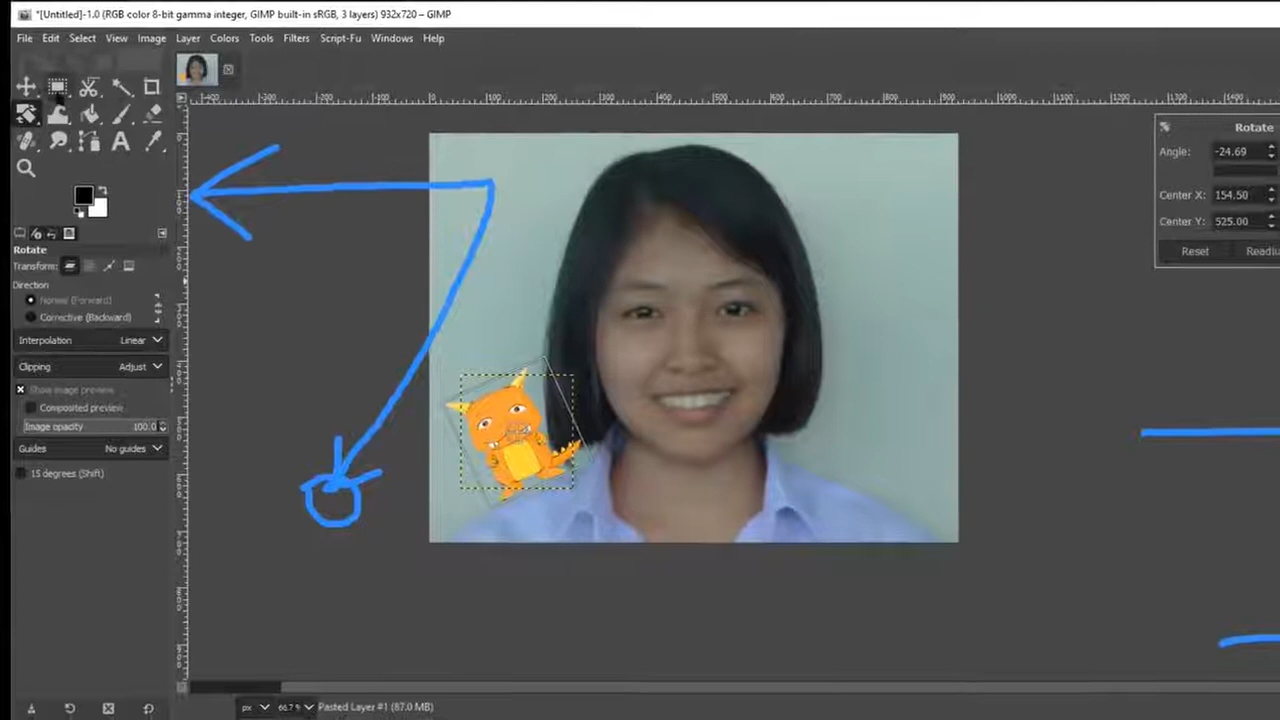 *[Untitled]-1.0 (RGB color 8-bit gamma integer, GIMP built-in sRGB, 3 layers) 932x720 – GIMP
File Edit Select View Image Layer Colors Tools Filters Script-Fu Windows Help
Rotate
Transform:
Direction
Normal (Forward)
Corrective (Backward)
Interpolation Linear
Clipping Adjust
Show image preview
Composited preview
Image opacity 100.0
Guides No guides
15 degrees (Shift)
Rotate
Angle: -24.69
Center X: 154.50
Center Y: 525.00
Reset Readju
px 66.7 % Pasted Layer #1 (87.0 MB)